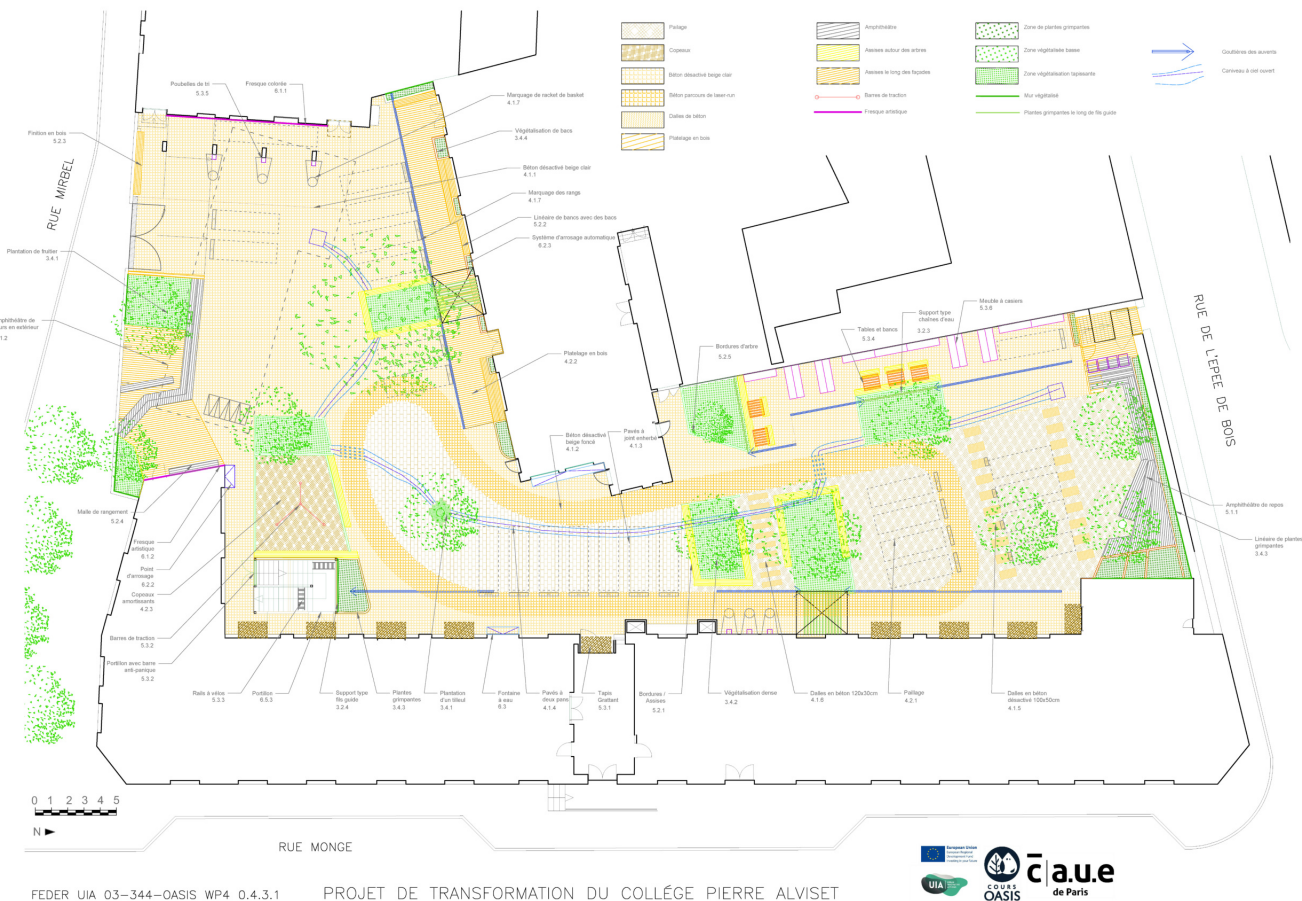 Pailage
Copeaux
Béton désactivé beige clair
Béton parcours de laser-run
Dalles de béton
Platelage en bois
Amphithéâtre
Assises autour des arbres
Assises le long des façades
Barres de traction
Fresque artistique
Zone de plantes grimpantes
Zone végétalisée basse
Zone végétalisation tapissante
Mur végétalisé
Plantes grimpantes le long de fils guide
Gouttières des auvents
Caniveau à ciel ouvert
Poubelles de tri
5.3.5
Fresque colorée
6.1.1
Finition en bois
5.2.3
RUE MIRBEL
Plantation de fruitier
3.4.1
mphithéâtre de
urs en extérieur
1.2
Marquage de racket de basket
4.1.7
Végétalisation de bacs
3.4.4
Béton désactivé beige clair
4.1.1
Marquage des rangs
4.1.7
Linéaire de bancs avec des bacs
5.2.2
Système d'arrosage automatique
6.2.3
Platelage en bois
4.2.2
Bordures d'arbre
5.2.5
Tables et bancs
5.3.4
Support type
chaînes d'eau
3.2.3
Meuble à casiers
5.3.6
RUE DE L'EPEE DE BOIS
Béton désactivé
beige foncé
4.1.2
Pavés à
joint enherbé
4.1.3
Amphithéâtre de repos
5.1.1
Linéaire de plantes
grimpantes
3.4.3
Malle de rangement
5.2.4
Fresque
artistique
6.1.2
Point
d'arrosage
6.2.2
Copeaux
amortissants
4.2.3
Barres de traction
5.3.2
Portillon avec barre
anti-panique
5.3.2
Rails à vélos
5.3.3
Portillon
6.5.3
Support type
fils guide
3.2.4
Plantes
grimpantes
3.4.3
Plantation
d'un tilleul
3.4.1
Fontaine
à eau
6.3
Pavés à
deux pans
4.1.4
Tapis
Grattant
5.3.1
Bordures /
Assises
5.2.1
Végétalisation dense
3.4.2
Dalles en béton 120x30cm
4.1.6
Paillage
4.2.1
Dalles en béton
désactivé 100x50cm
4.1.5
0 1 2 3 4 5
N
RUE MONGE
FEDER UIA 03-344-OASIS WP4 0.4.3.1
PROJET DE TRANSFORMATION DU COLLÉGE PIERRE ALVISET
European Union
UIA
COURS
OASIS
c|a.u.e
de Paris